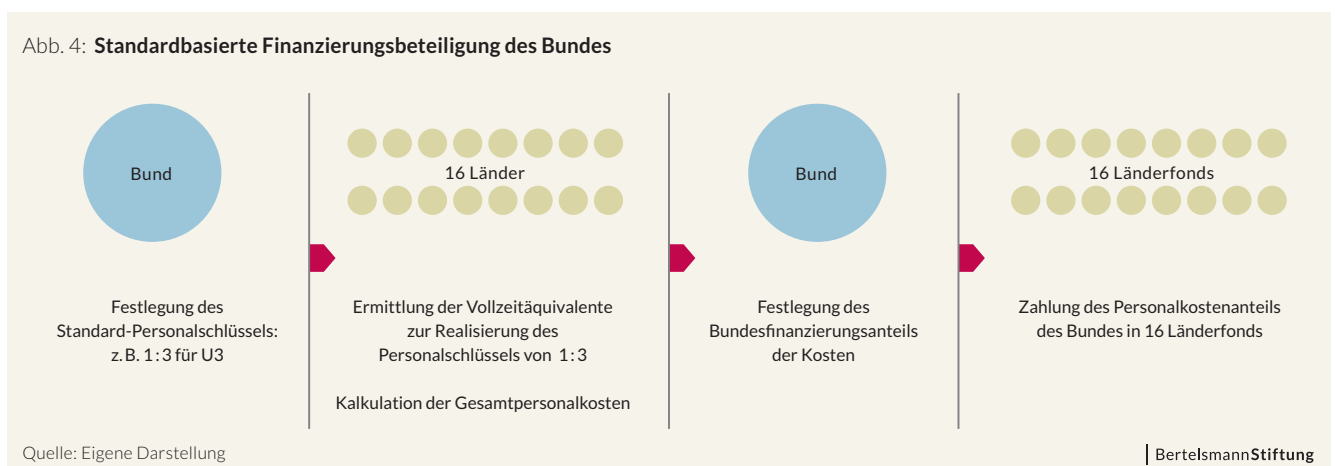 Abb. 4: Standardbasierte Finanzierungsbeteiligung des Bundes
Bund
Festlegung des
Standard-Personalschlüssels:
z. B. 1 : 3 für U3
16 Länder
Ermittlung der Vollzeitäquivalente
zur Realisierung des
Personalschlüssels von 1 : 3
Kalkulation der Gesamtpersonalkosten
Bund
Festlegung des
Bundesfinanzierungsanteils
der Kosten
16 Länderfonds
Zahlung des Personalkostenanteils
des Bundes in 16 Länderfonds
Quelle: Eigene Darstellung
BertelsmannStiftung